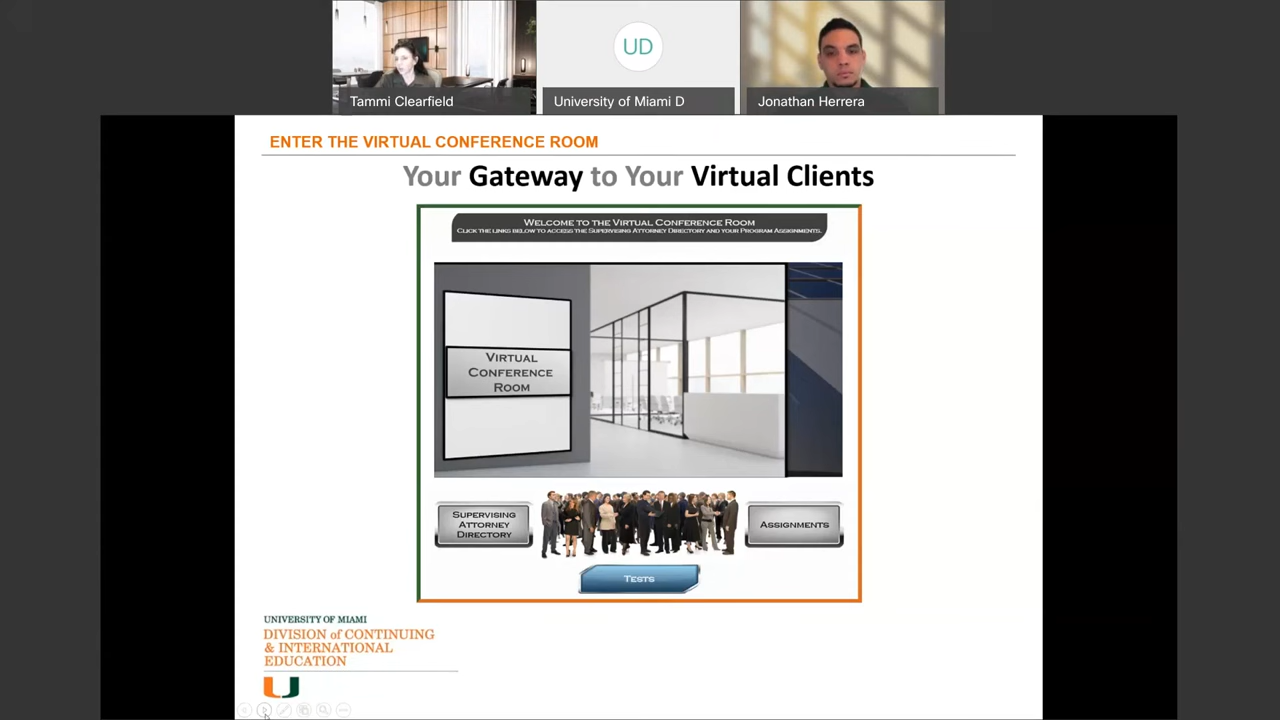 UD
Tammi Clearfield
University of Miami D
Jonathan Herrera
ENTER THE VIRTUAL CONFERENCE ROOM
Your Gateway to Your Virtual Clients
WELCOME TO THE VIRTUAL CONFERENCE ROOM
CLICK THE LINKS BELOW TO ACCESS THE SUPERVISING ATTORNEY DIRECTORY AND YOUR PROGRAM ASSIGNMENTS.
VIRTUAL
CONFERENCE
ROOM
SUPERVISING
ATTORNEY
DIRECTORY
ASSIGNMENTS
TESTS
UNIVERSITY OF MIAMI
DIVISION of CONTINUING
& INTERNATIONAL
EDUCATION
U